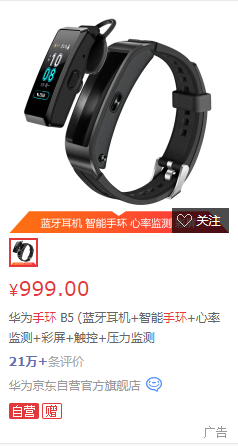 10
08
蓝牙耳机 智能手环 心率监测
关注
¥999.00
华为手环 B5 (蓝牙耳机+智能手环+心率
监测+彩屏+触控+压力监测
21万+条评价
华为京东自营官方旗舰店
自营 赠
广告